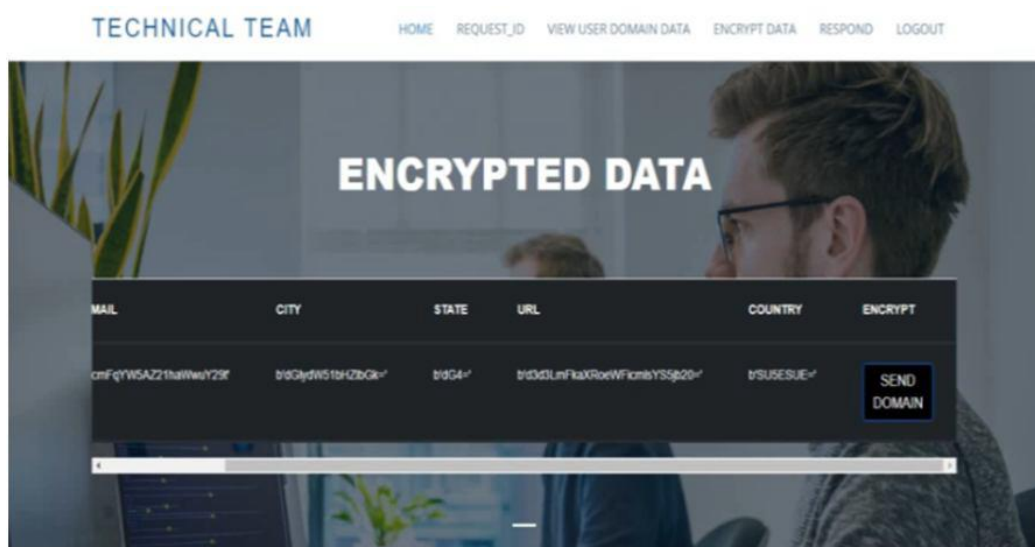 TECHNICAL TEAM HOME REQUEST_ID VIEW USER DOMAIN DATA ENCRYPT DATA RESPOND LOGOUT
ENCRYPTED DATA
MAIL CITY STATE URL COUNTRY ENCRYPT
b'dG4=' b'SU5ESUE='
SEND
DOMAIN